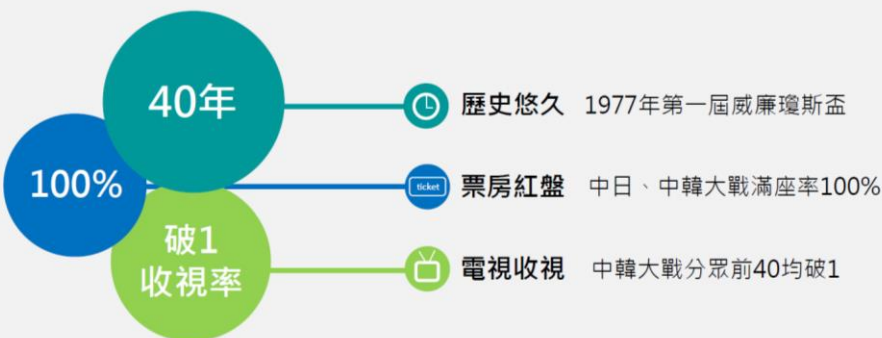 40年
歷史悠久 1977年第一屆威廉瓊斯盃
100%
ticket
票房紅盤 中日、中韓大戰滿座率100%
破1
收視率
電視收視 中韓大戰分眾前40均破1